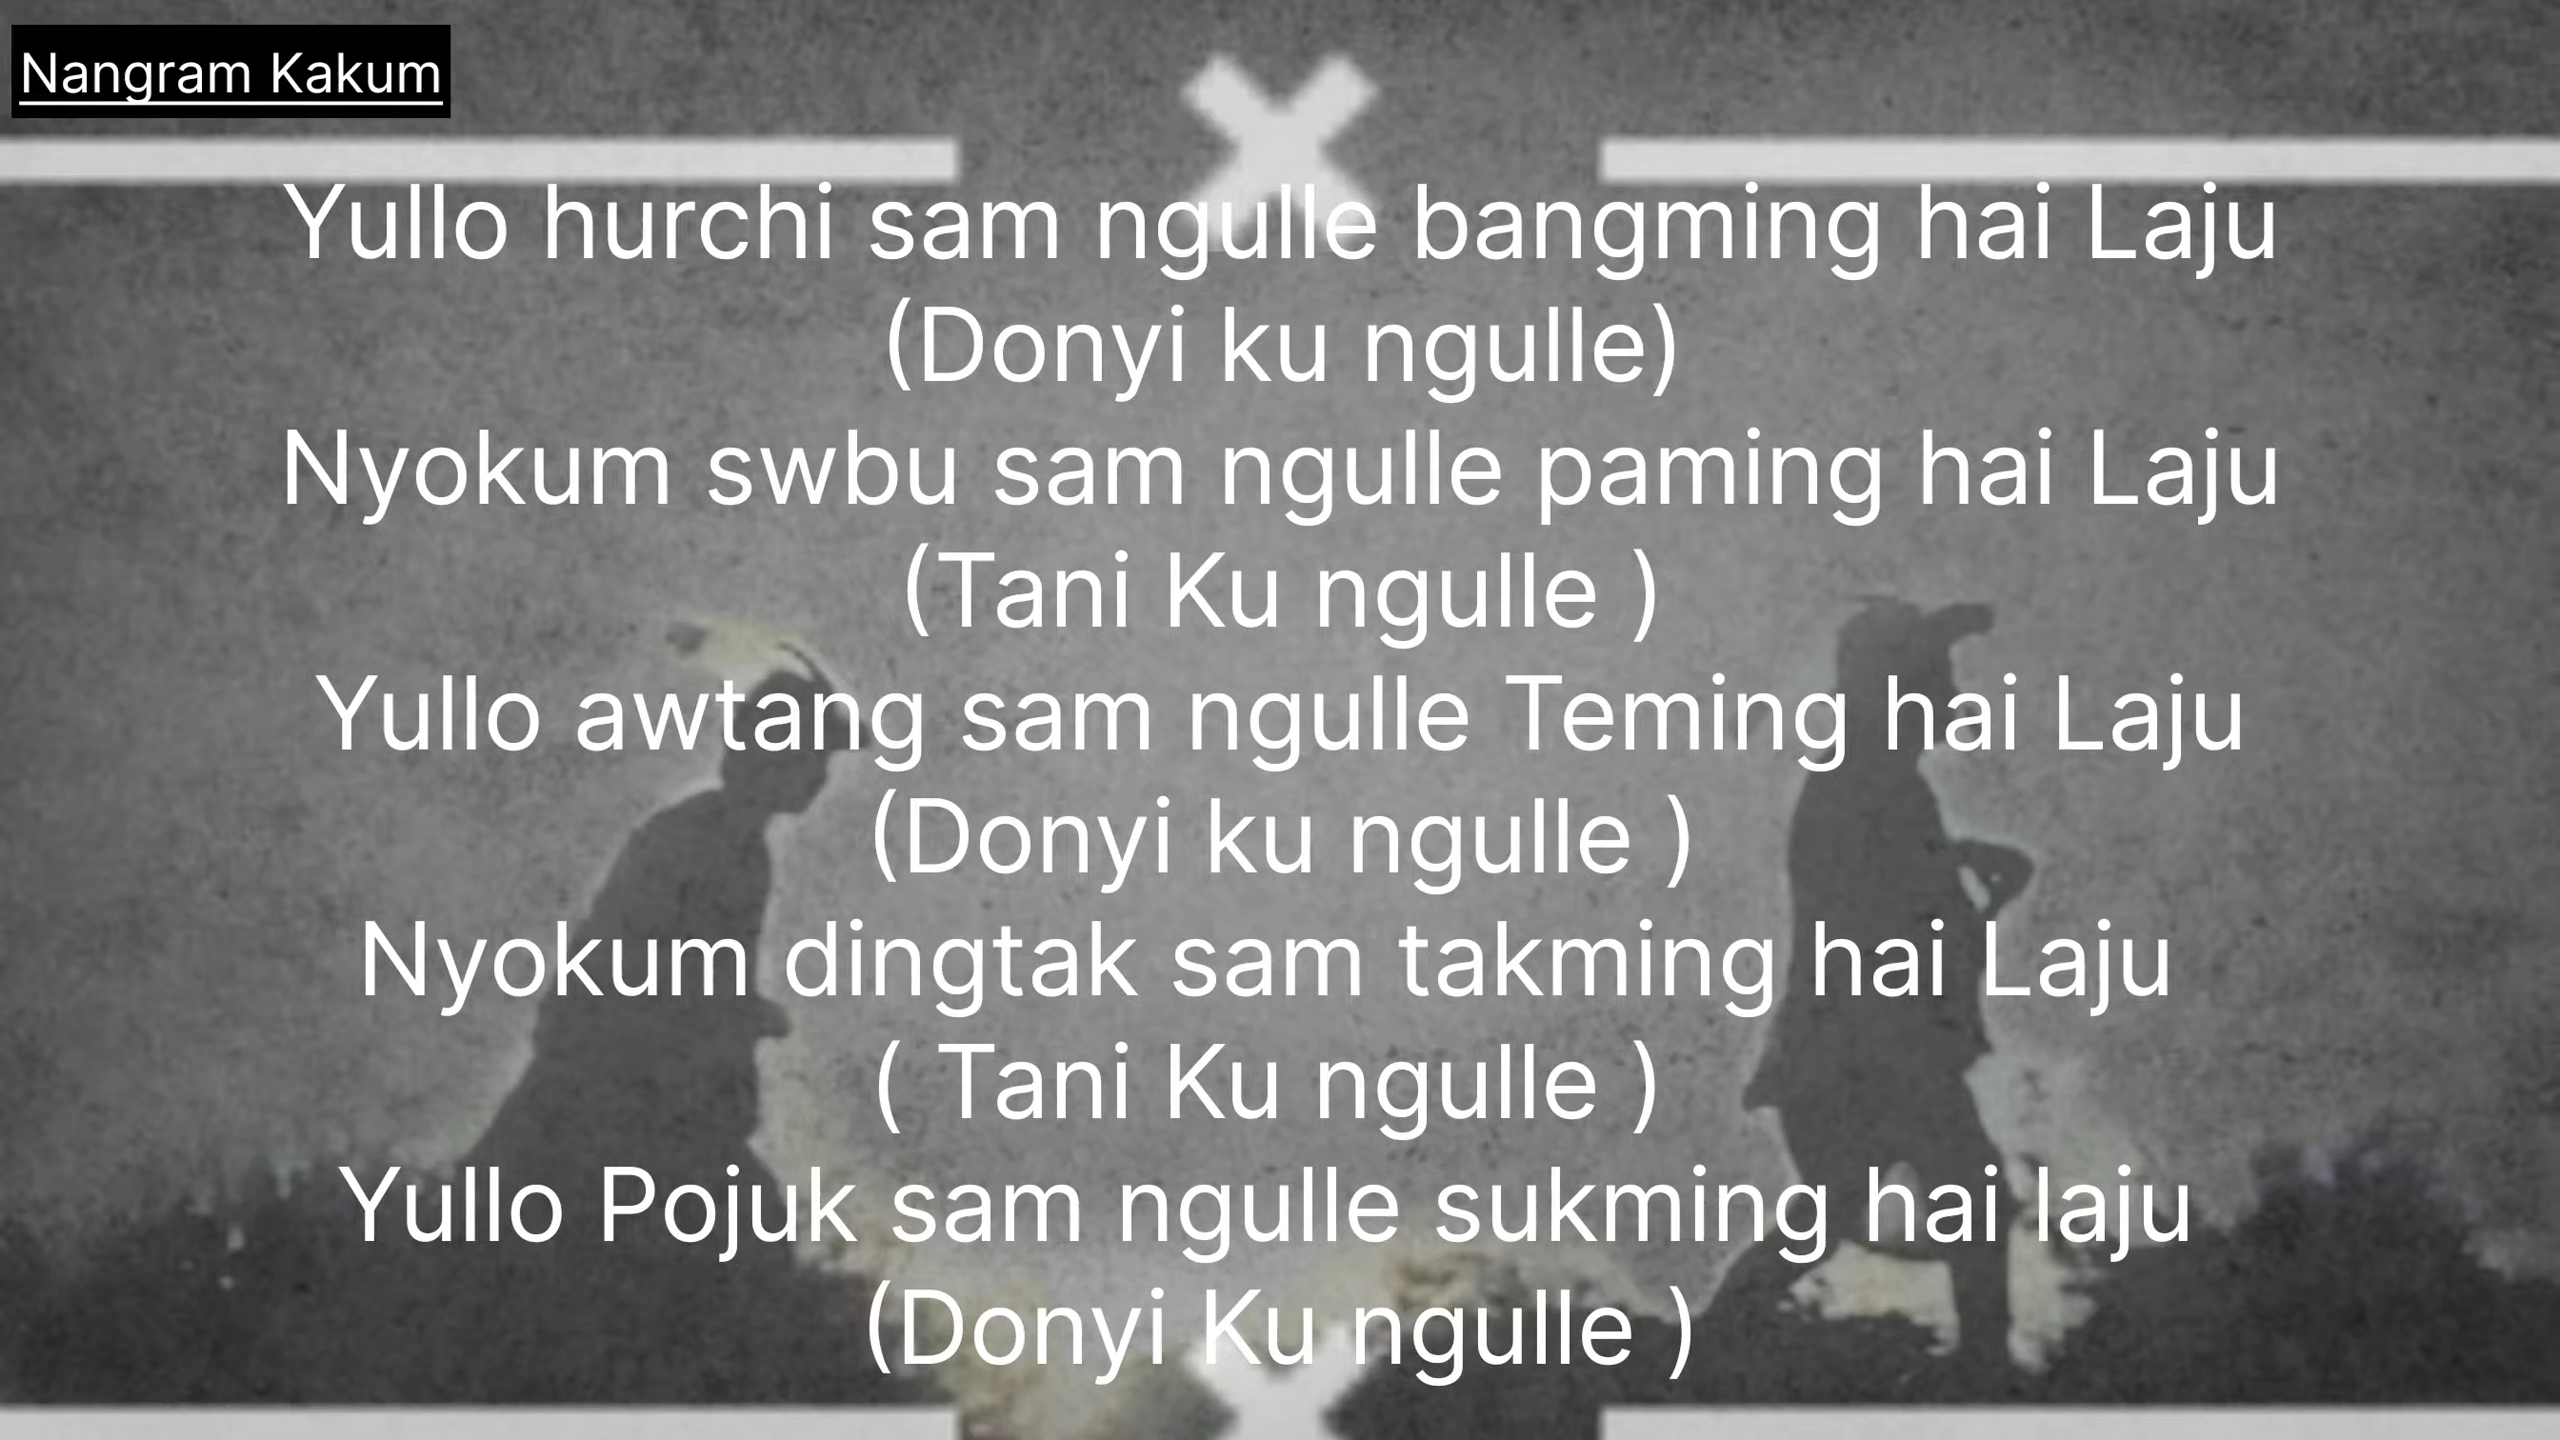 Nangram Kakum
Yullo hurchi sam ngulle bangming hai Laju
(Donyi ku ngulle)
Nyokum swbu sam ngulle paming hai Laju
(Tani Ku ngulle )
Yullo awtang sam ngulle Teming hai Laju
(Donyi ku ngulle )
Nyokum dingtak sam takming hai Laju
( Tani Ku ngulle )
Yullo Pojuk sam ngulle sukming hai laju
(Donyi Ku ngulle )